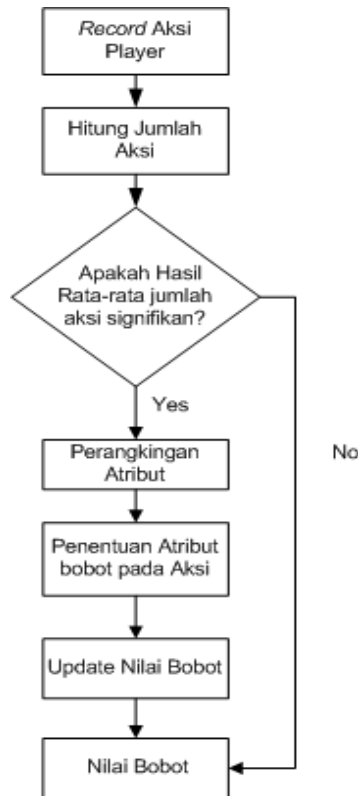 Record Aksi
Player
Hitung Jumlah
Aksi
Apakah Hasil
Rata-rata jumlah
aksi signifikan?
Yes
No
Perangkingan
Atribut
Penentuan Atribut
bobot pada Aksi
Update Nilai Bobot
Nilai Bobot